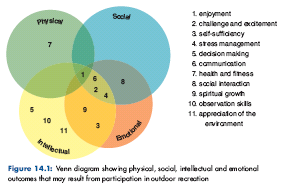 Physical
Social
7
1
6
8
2
4
5
9
10
3
11
Intellectual
Emotional
1. enjoyment
2. challenge and excitement
3. self-sufficiency
4. stress management
5. decision making
6. communication
7. health and fitness
8. social interaction
9. spiritual growth
10. observation skills
11. appreciation of the
environment
Figure 14.1: Venn diagram showing physical, social, intellectual and emotional
outcomes that may result from participation in outdoor recreation